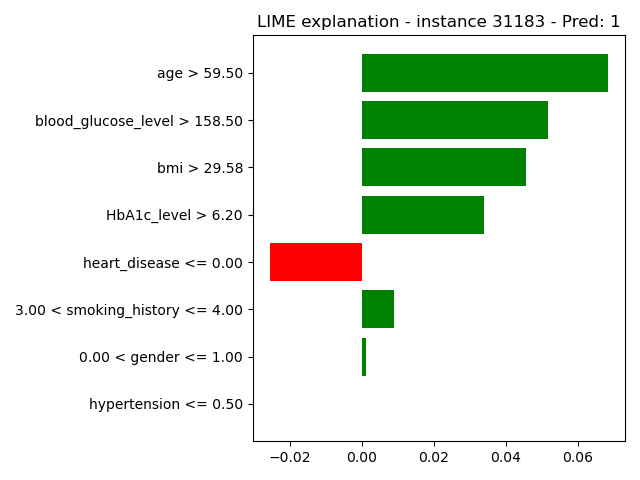 LIME explanation - instance 31183 - Pred: 1
age > 59.50
blood_glucose_level > 158.50
bmi > 29.58
HbA1c_level > 6.20
heart_disease <= 0.00
3.00 < smoking_history <= 4.00
0.00 < gender <= 1.00
hypertension <= 0.50
−0.02 0.00 0.02 0.04 0.06